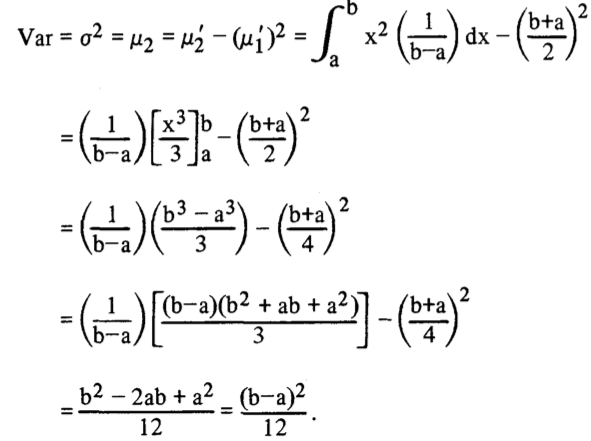 Var = σ² = μ₂ = μ₂′ − (μ₁′)² = ∫ₐᵇ x² (1/(b−a)) dx − ((b+a)/2)²
= (1/(b−a)) [x³/3]ₐᵇ − ((b+a)/2)²
= (1/(b−a)) ((b³ − a³)/3) − ((b+a)/4)²
= (1/(b−a)) [(b−a)(b² + ab + a²)/3] − ((b+a)/4)²
= (b² − 2ab + a²)/12 = (b−a)²/12 .